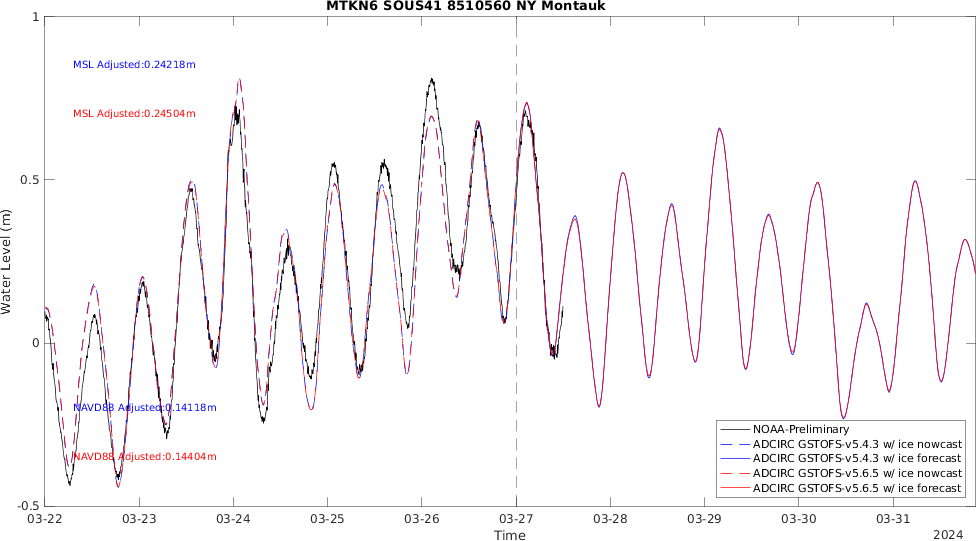 MTKN6 SOUS41 8510560 NY Montauk
1
MSL Adjusted:0.24218m
MSL Adjusted:0.24504m
0.5
Water Level (m)
0
NAVD88 Adjusted:0.14118m
NAVD88 Adjusted:0.14404m
NOAA-Preliminary
ADCIRC GSTOFS-v5.4.3 w/ ice nowcast
ADCIRC GSTOFS-v5.4.3 w/ ice forecast
ADCIRC GSTOFS-v5.6.5 w/ ice nowcast
ADCIRC GSTOFS-v5.6.5 w/ ice forecast
-0.5
03-22 03-23 03-24 03-25 03-26 03-27 03-28 03-29 03-30 03-31
Time
2024